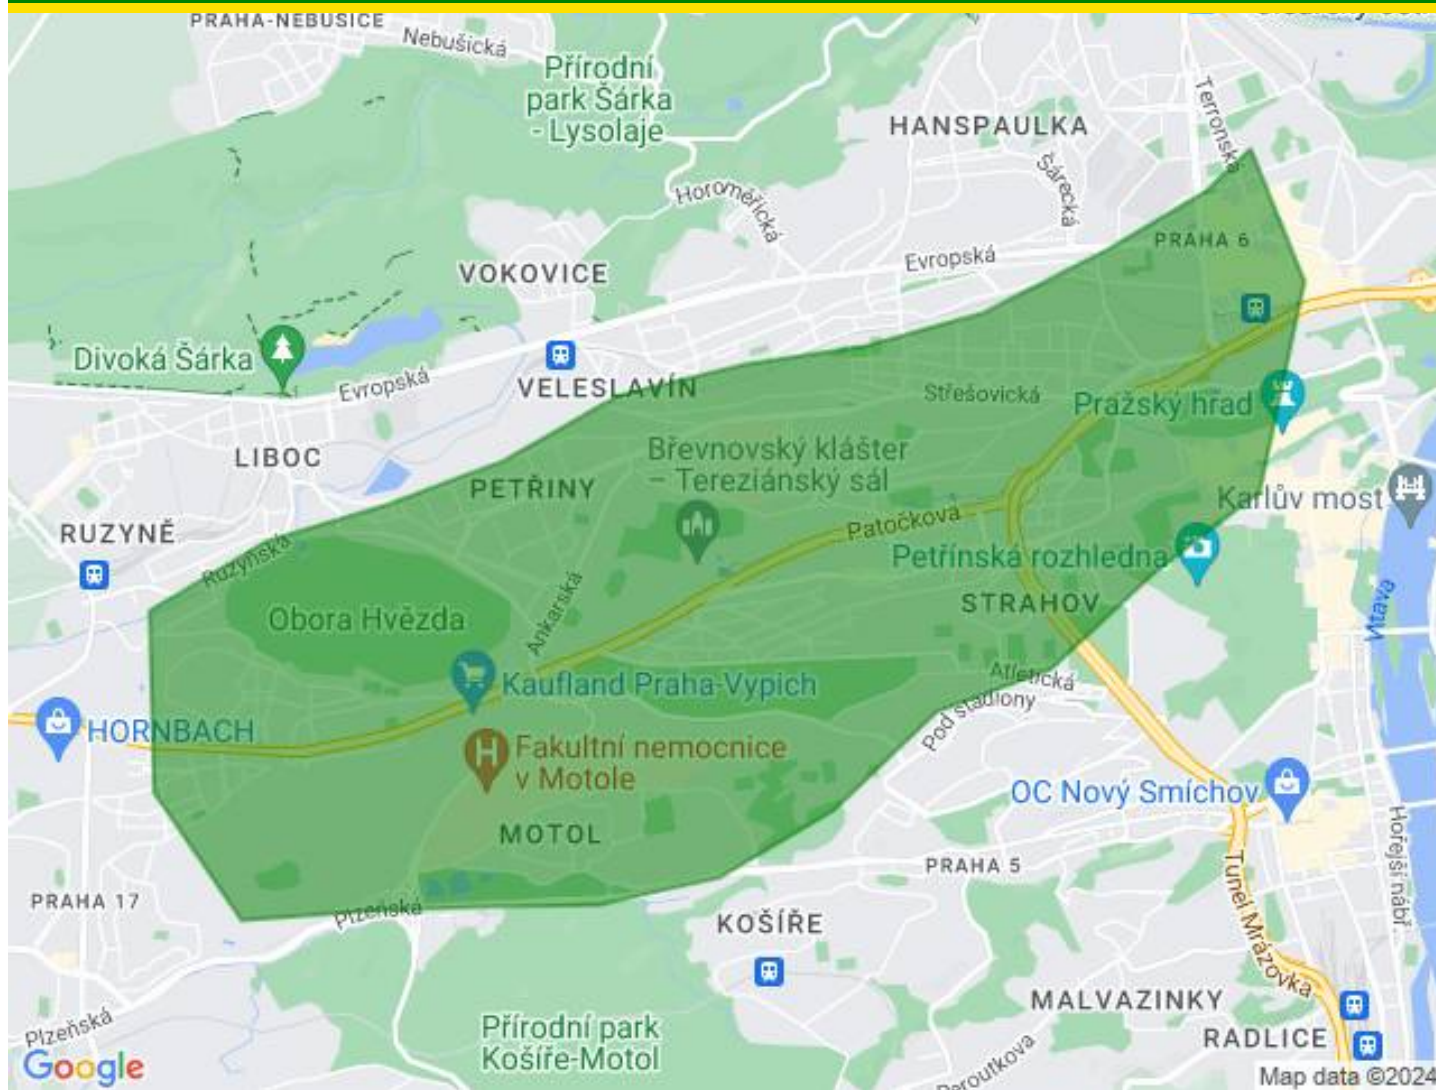 PRAHA-NEBUŠICE
Nebušická
Přírodní
park Šárka
- Lysolaje
Terronská
HANSPAULKA
Šárecká
Horoměřická
PRAHA 6
Evropská
VOKOVICE
Divoká Šárka
Evropská
VELESLAVÍN
Střešovická
Pražský hrad
LIBOC
Břevnovský klášter
– Tereziánský sál
PETŘINY
Karlův most
RUZYNĚ
Patočkova
Ruzyňská
Petřínská rozhledna
Vltava
Obora Hvězda
Ankarská
STRAHOV
Kaufland Praha-Vypich
Atletická
Pod stadiony
HORNBACH
Fakultní nemocnice
v Motole
OC Nový Smíchov
MOTOL
Hořejší nábř.
PRAHA 5
PRAHA 17
Plzeňská
Tunel Mrázovka
KOŠÍŘE
MALVAZINKY
Plzeňská
Přírodní park
Košíře-Motol
RADLICE
Peroutkova
Google
Map data ©2024